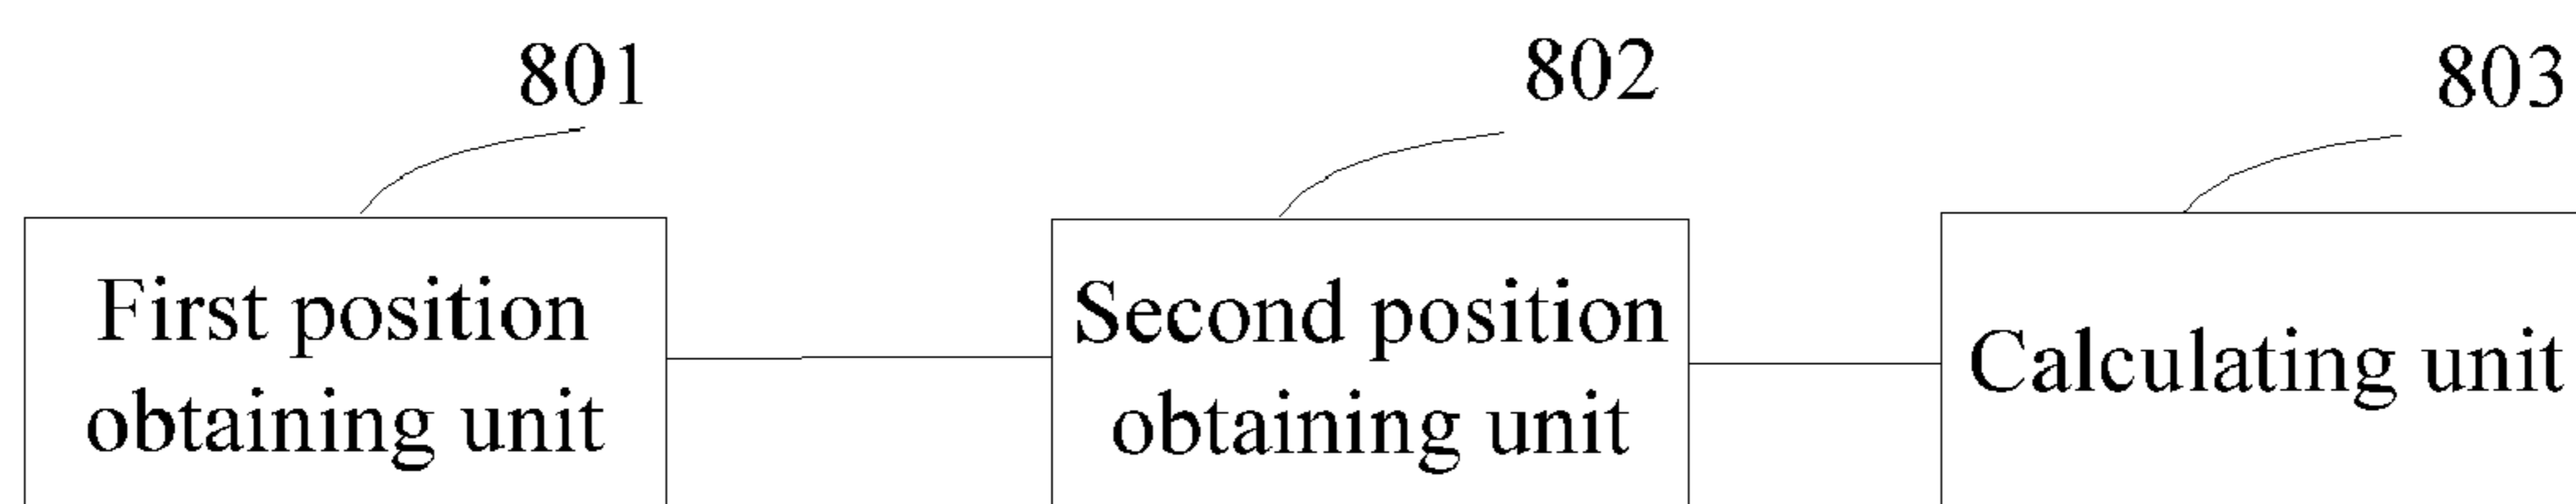 801
802
803
First position
obtaining unit
Second position
obtaining unit
Calculating unit